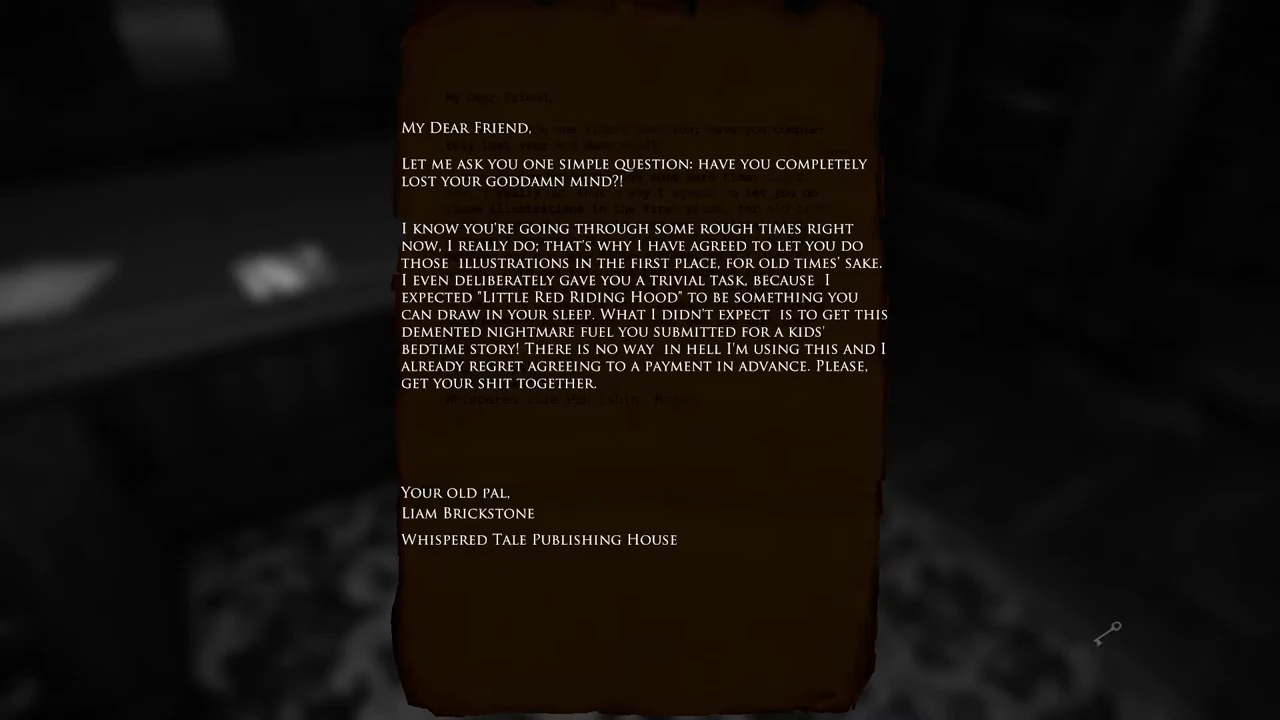 My Dear Friend,
Let me ask you one simple question: have you completely
lost your goddamn mind?!
I know you're going through some rough times right
now, I really do; that's why I have agreed to let you do
those illustrations in the first place, for old times' sake.
I even deliberately gave you a trivial task, because I
expected "Little Red Riding Hood" to be something you
can draw in your sleep. What I didn't expect is to get this
demented nightmare fuel you submitted for a kids'
bedtime story! There is no way in hell I'm using this and I
already regret agreeing to a payment in advance. Please,
get your shit together.
Your old pal,
Liam Brickstone
Whispered Tale Publishing House